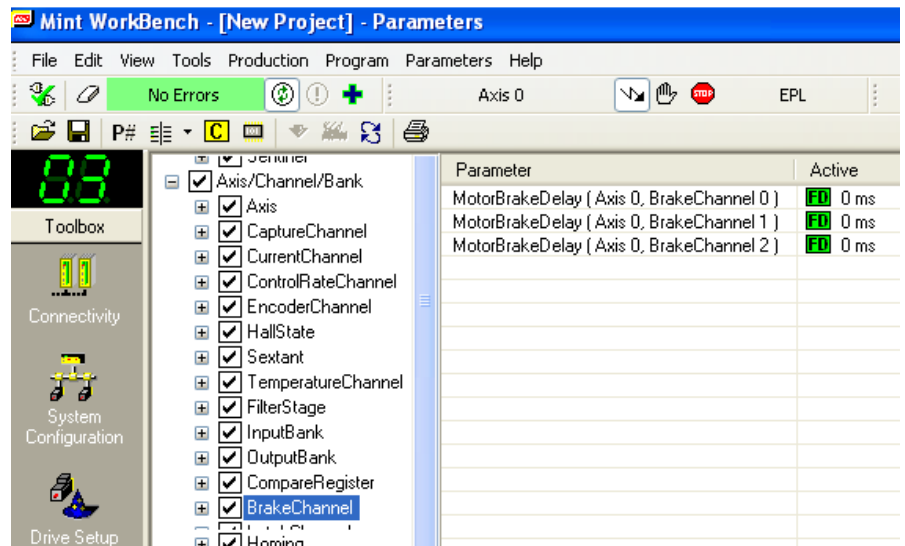 Mint WorkBench - [New Project] - Parameters
File Edit View Tools Production Program Parameters Help
No Errors Axis 0 STOP EPL
P# C
03
Toolbox
Connectivity
System
Configuration
Drive Setup
Sentinel
Axis/Channel/Bank
Axis
CaptureChannel
CurrentChannel
ControlRateChannel
EncoderChannel
HallState
Sextant
TemperatureChannel
FilterStage
InputBank
OutputBank
CompareRegister
BrakeChannel
Homing
Parameter Active
MotorBrakeDelay ( Axis 0, BrakeChannel 0 ) FD 0 ms
MotorBrakeDelay ( Axis 0, BrakeChannel 1 ) FD 0 ms
MotorBrakeDelay ( Axis 0, BrakeChannel 2 ) FD 0 ms